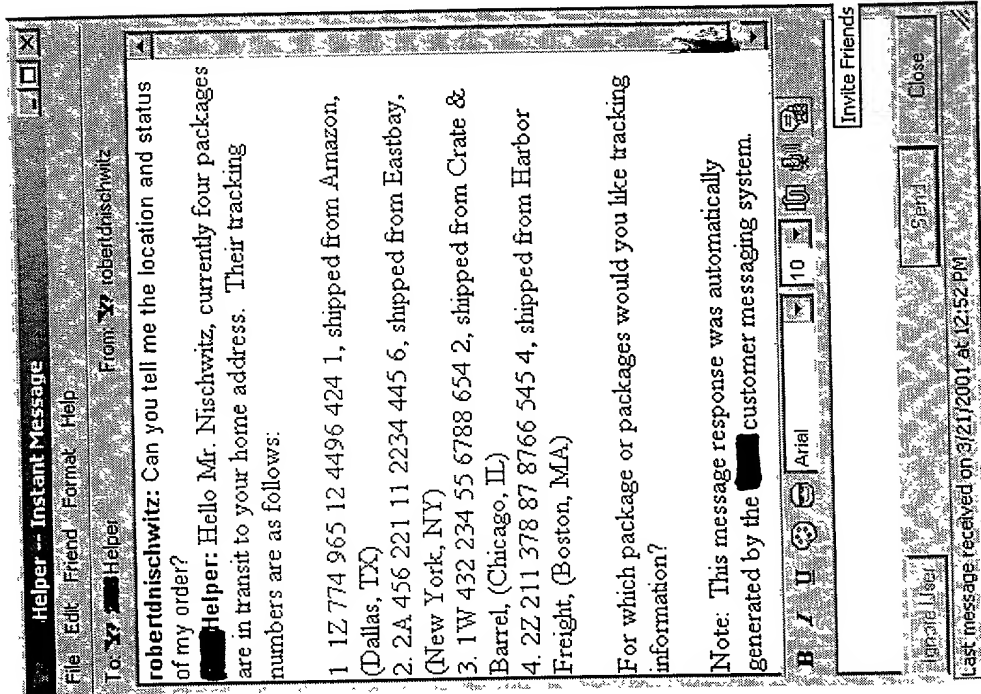 Helper -- Instant Message
File Edit Friend Format Help
To: Helper From: robertdnischwitz
robertdnischwitz: Can you tell me the location and status
of my order?
Helper: Hello Mr. Nischwitz, currently four packages
are in transit to your home address. Their tracking
numbers are as follows:
1 1Z 774 965 12 4496 424 1, shipped from Amazon,
(Dallas, TX)
2. 2A 456 221 11 2234 445 6, shipped from Eastbay,
(New York, NY)
3. 1W 432 2234 55 6788 654 2, shipped from Crate &
Barrel, (Chicago, IL)
4. 2Z 211 378 87 8766 545 4, shipped from Harbor
Freight, (Boston, MA)
For which package or packages would you like tracking
information?
Note: This message response was automatically
generated by the customer messaging system.
B I U Arial 10
Invite Friends
Ignore User Send Close
Last message received on 3/21/2001 at 12:52 PM